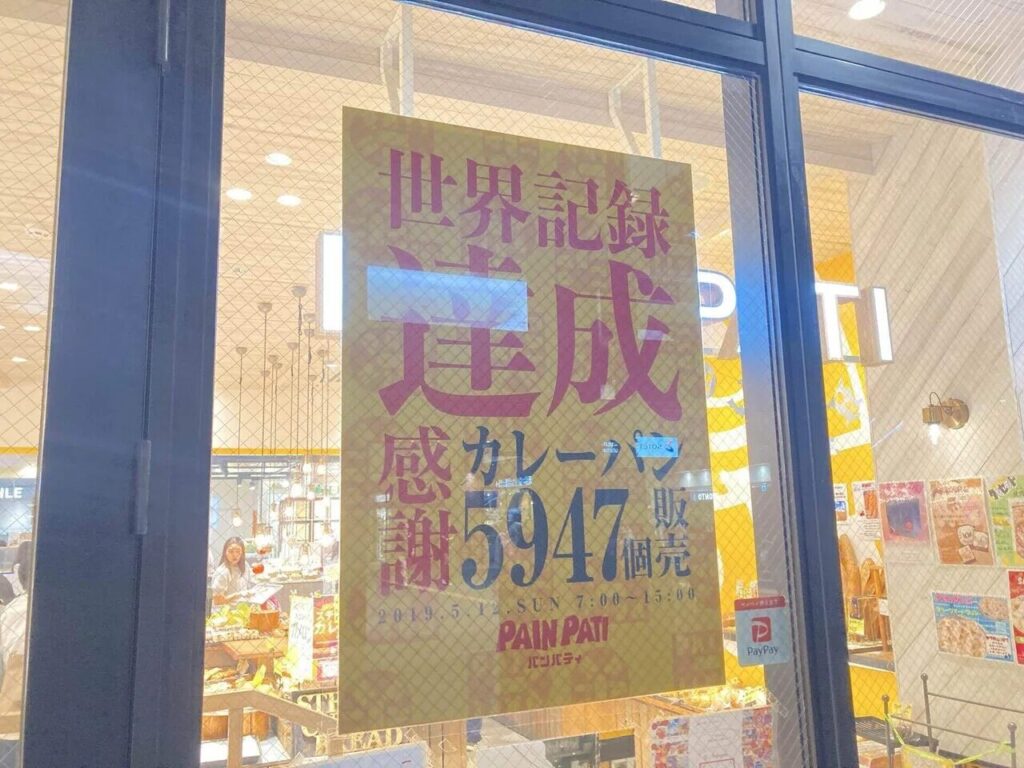 世界記録
達成
感謝
カレーパン
5947個
販売
2019.5.12.SUN 7:00～15:00
PAIN PATI
パンパティ
PATI
PayPay